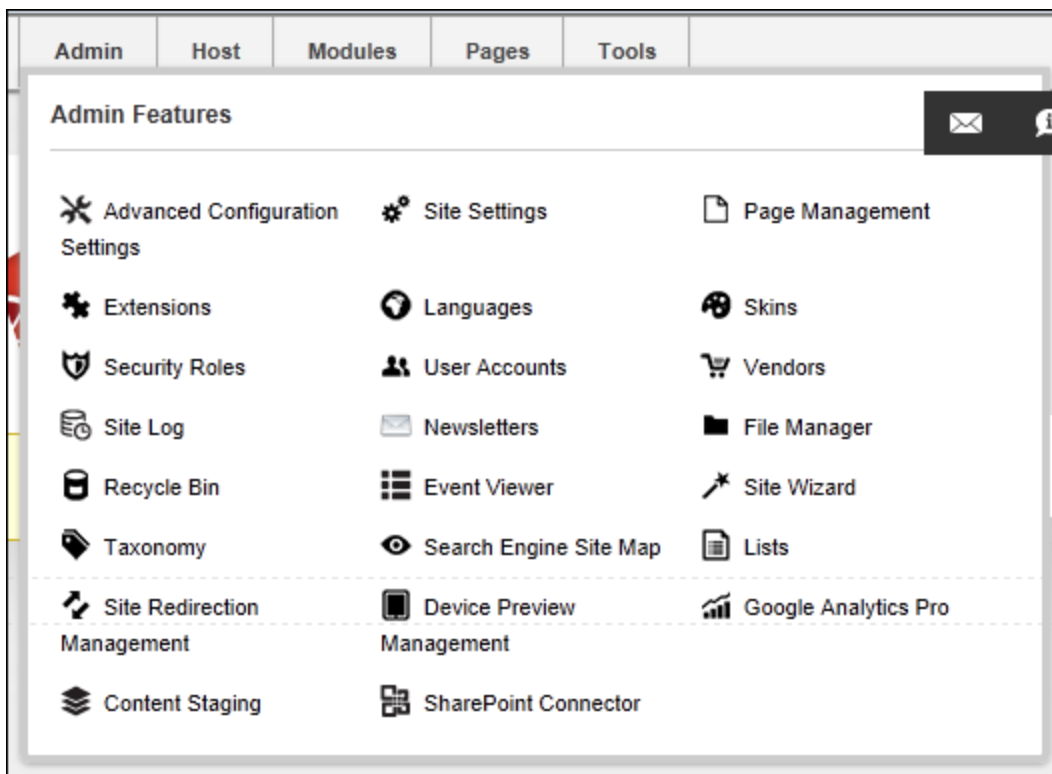 Admin Host Modules Pages Tools
Admin Features
Advanced Configuration Settings
Site Settings
Page Management
Extensions
Languages
Skins
Security Roles
User Accounts
Vendors
Site Log
Newsletters
File Manager
Recycle Bin
Event Viewer
Site Wizard
Taxonomy
Search Engine Site Map
Lists
Site Redirection Management
Device Preview Management
Google Analytics Pro
Content Staging
SharePoint Connector